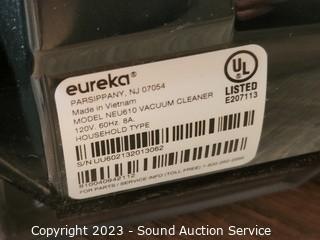 eureka®
PARSIPPANY, NJ 07054
Made in Vietnam
MODEL NEU610 VACUUM CLEANER
120V. 60Hz. 8A.
HOUSEHOLD TYPE
UL
LISTED
E207113
S/N UU602132013062
910040942112
FOR PARTS / SERVICE INFO (TOLL FREE)
Copyright 2023 - Sound Auction Service